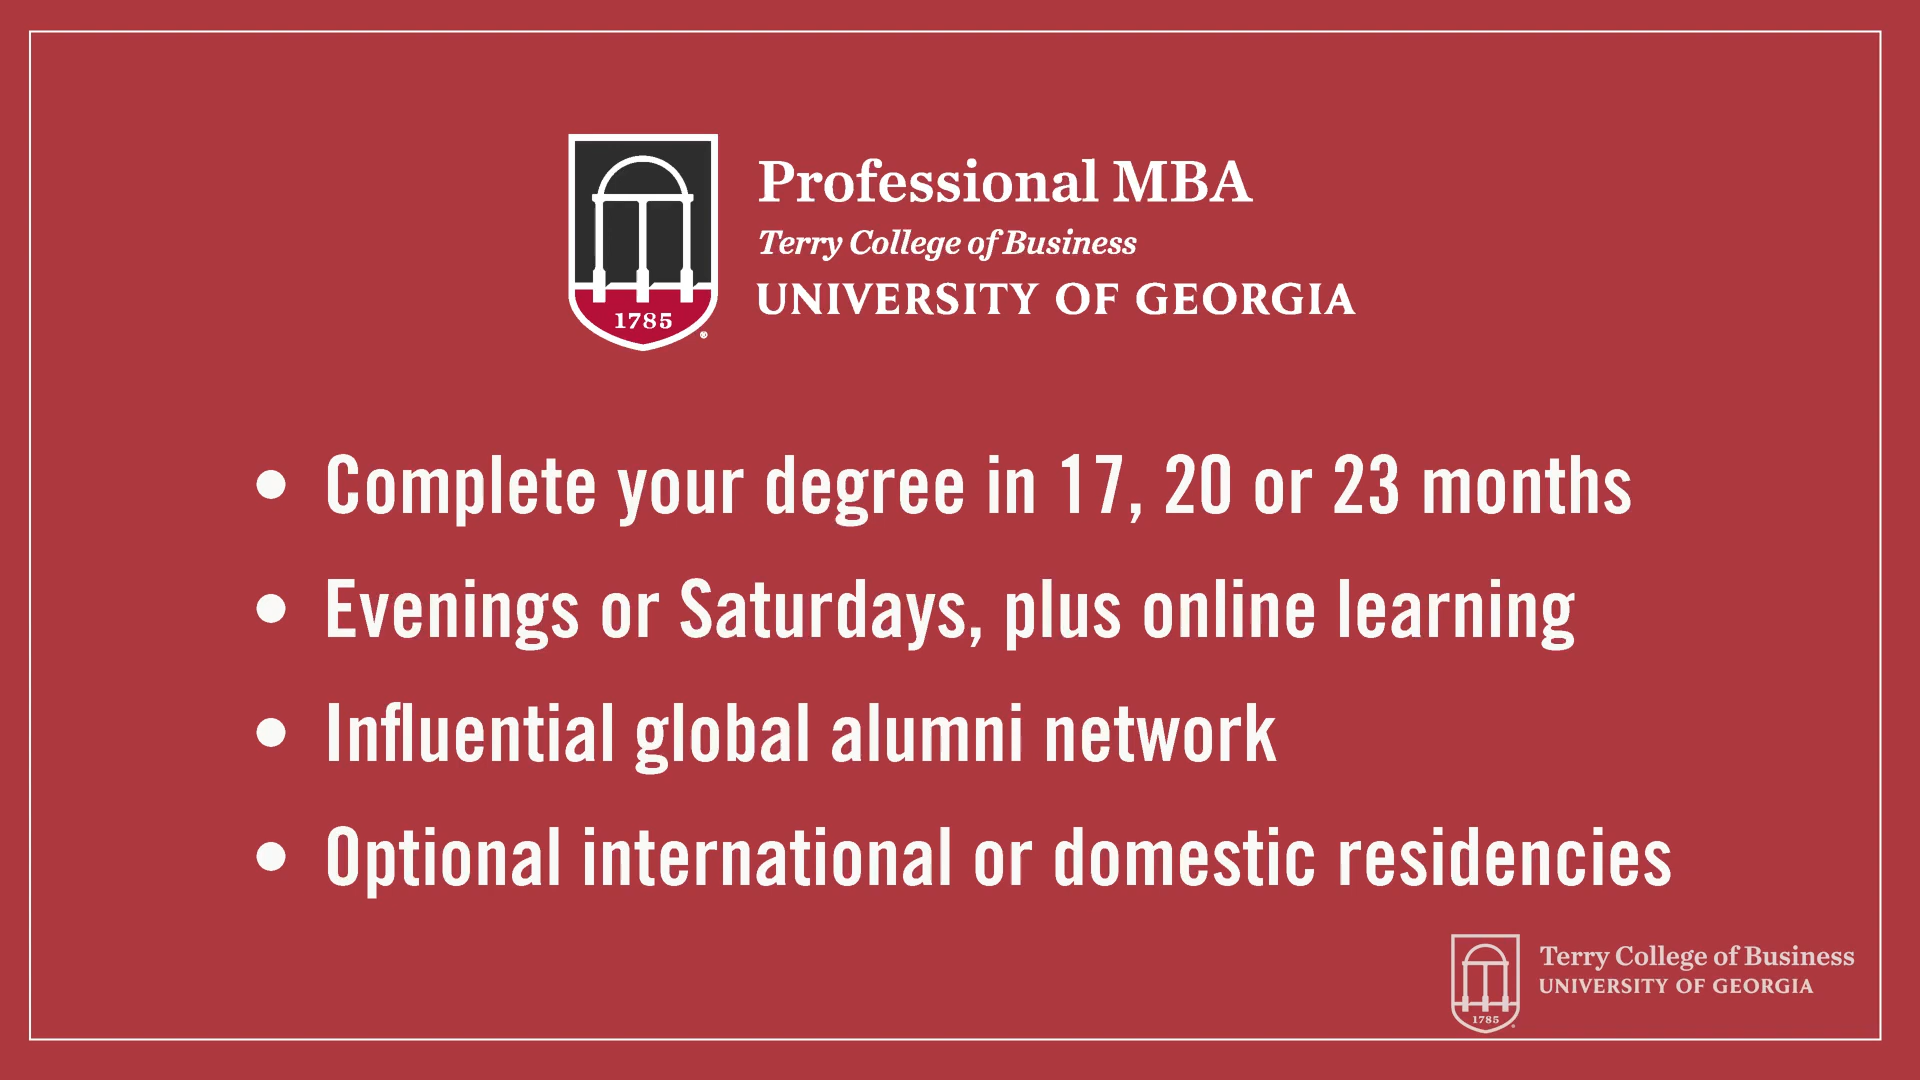 Professional MBA
Terry College of Business
UNIVERSITY OF GEORGIA
1785
®
• Complete your degree in 17, 20 or 23 months
• Evenings or Saturdays, plus online learning
• Influential global alumni network
• Optional international or domestic residencies
Terry College of Business
UNIVERSITY OF GEORGIA
1785